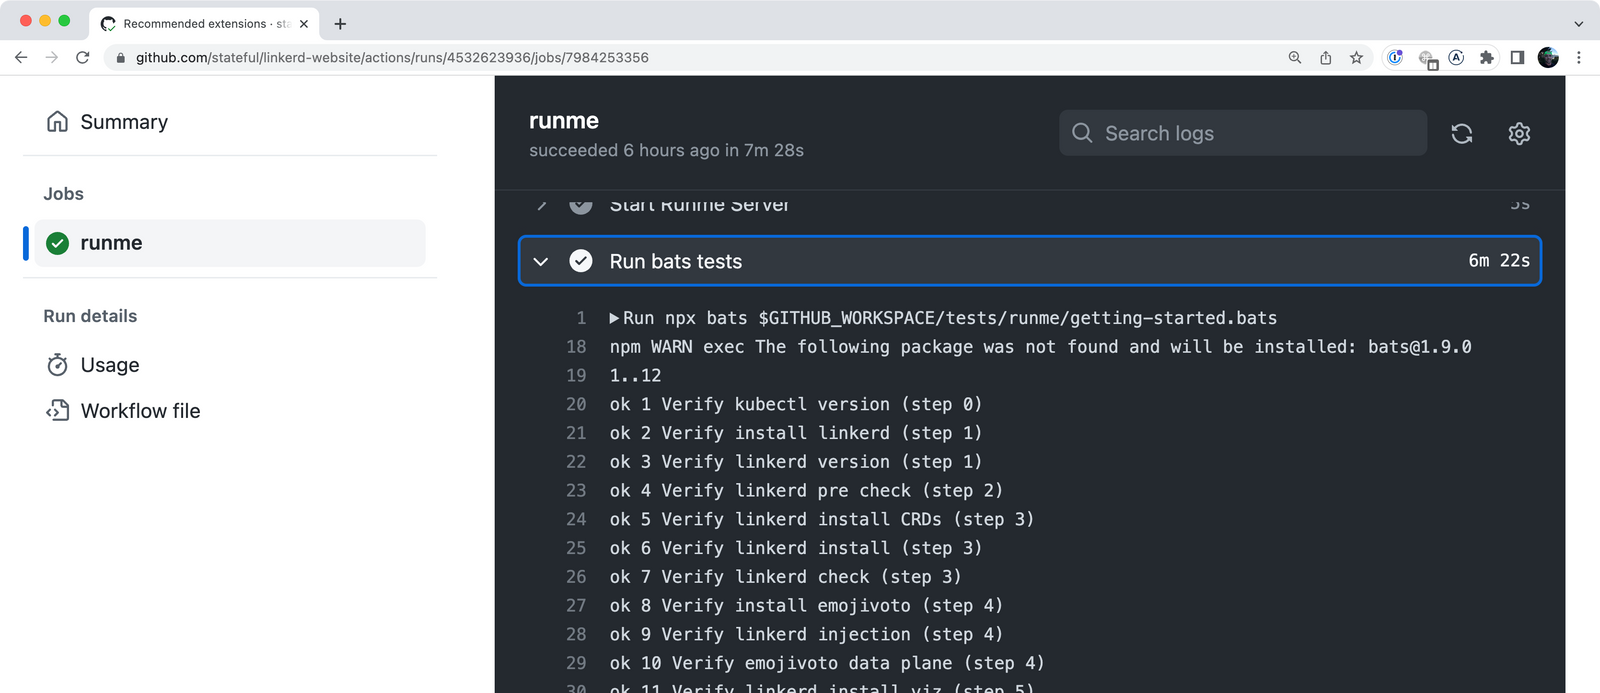 Recommended extensions · sta
github.com/stateful/linkerd-website/actions/runs/4532623936/jobs/7984253356
Summary
Jobs
runme
Run details
Usage
Workflow file
runme
succeeded 6 hours ago in 7m 28s
Search logs
Start Runme Server 5s
Run bats tests 6m 22s
1 Run npx bats $GITHUB_WORKSPACE/tests/runme/getting-started.bats
18 npm WARN exec The following package was not found and will be installed: bats@1.9.0
19 1..12
20 ok 1 Verify kubectl version (step 0)
21 ok 2 Verify install linkerd (step 1)
22 ok 3 Verify linkerd version (step 1)
23 ok 4 Verify linkerd pre check (step 2)
24 ok 5 Verify linkerd install CRDs (step 3)
25 ok 6 Verify linkerd install (step 3)
26 ok 7 Verify linkerd check (step 3)
27 ok 8 Verify install emojivoto (step 4)
28 ok 9 Verify linkerd injection (step 4)
29 ok 10 Verify emojivoto data plane (step 4)
30 ok 11 Verify linkerd install viz (step 5)